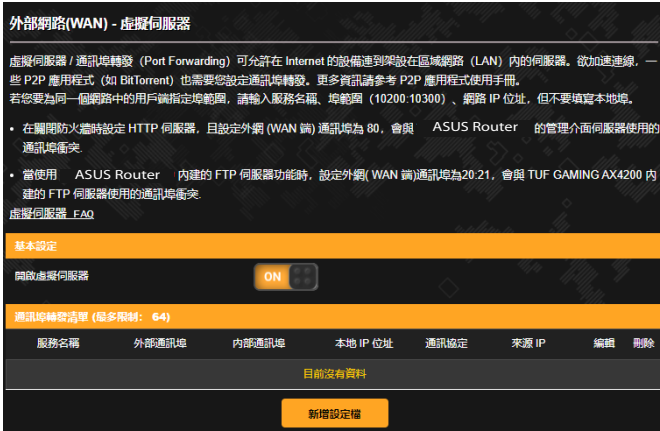 外部網路(WAN) - 虛擬伺服器
虛擬伺服器 / 通訊埠轉發（Port Forwarding）可允許在 Internet 的設備連到架設在區域網路（LAN）內的伺服器。欲加速連線，一
些 P2P 應用程式（如 BitTorrent）也需要您設定通訊埠轉發。更多資訊請參考 P2P 應用程式使用手冊。
若您要為同一個網路中的用戶端指定埠範圍，請輸入服務名稱、埠範圍（10200:10300）、網路 IP 位址，但不要填寫本地埠。
• 在關閉防火牆時設定 HTTP 伺服器，且設定外網 (WAN 端) 通訊埠為 80，會與 ASUS Router 的管理介面伺服器使用的
通訊埠衝突.
• 當使用 ASUS Router 內建的 FTP 伺服器功能時，設定外網( WAN 端)通訊埠為20:21，會與 TUF GAMING AX4200 內
建的 FTP 伺服器使用的通訊埠衝突.
虛擬伺服器 FAQ
基本設定
開啟虛擬伺服器 ON
通訊埠轉發清單 (最多限制： 64)
服務名稱 外部通訊埠 內部通訊埠 本地 IP 位址 通訊協定 來源 IP 編輯 刪除
目前沒有資料
新增設定檔